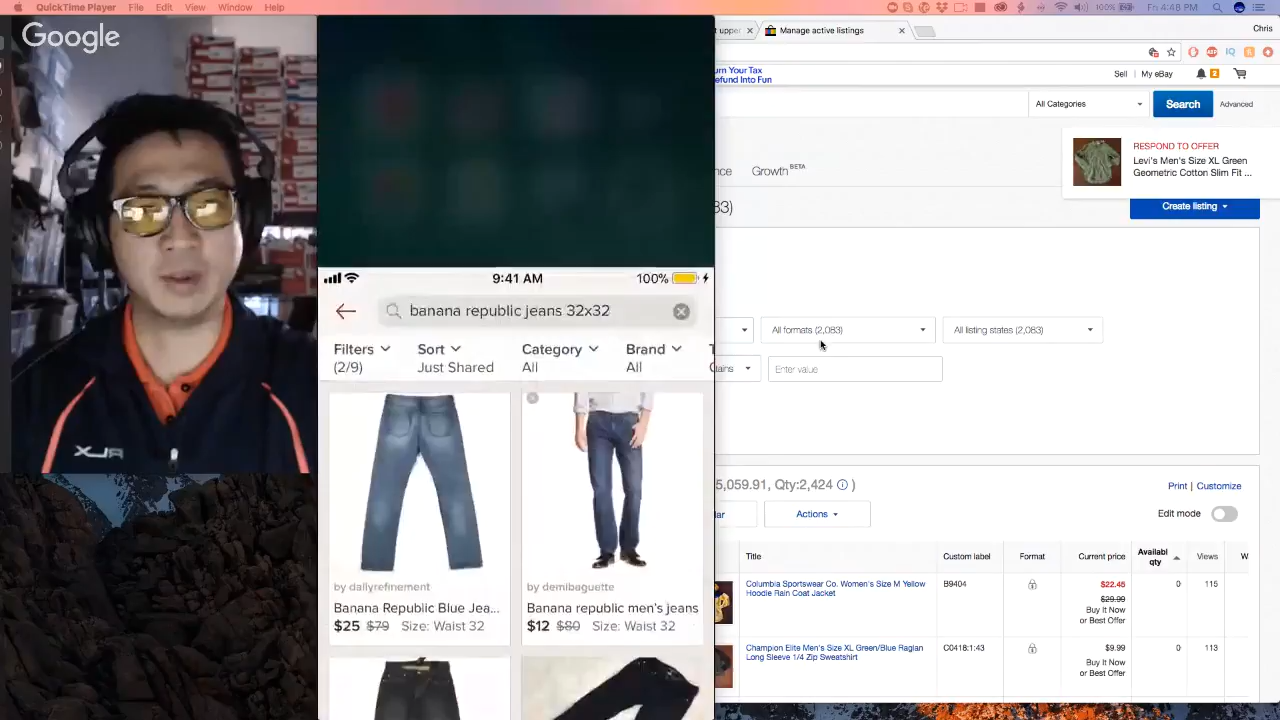 QuickTime Player File Edit View Window Help
100% Fri 4:48 PM
Google
Manage active listings
Chris
urn Your Tax
efund Into Fun
Sell My eBay 2
All Categories
Search
Advanced
RESPOND TO OFFER
Levi's Men's Size XL Green
Geometric Cotton Slim Fit ...
Growth BETA
Create listing
9:41 AM
100%
banana republic jeans 32x32
Filters
(2/9)
Sort
Just Shared
Category
All
Brand
All
All formats (2,083)
All listing states (2,083)
Enter value
RLX
by dailyrefinement
Banana Republic Blue Jea...
$25 $79 Size: Waist 32
by demibaguette
Banana republic men's jeans
$12 $80 Size: Waist 32
5,059.91, Qty:2,424 )
Print | Customize
Actions
Edit mode
Title
Custom label
Format
Current price
Availabl
qty
Views
Columbia Sportswear Co. Women's Size M Yellow
Hoodie Rain Coat Jacket
B9404
$22.45
$29.99
Buy It Now
or Best Offer
0
115
Champion Elite Men's Size XL Green/Blue Raglan
Long Sleeve 1/4 Zip Sweatshirt
C0418:1:43
$9.99
Buy It Now
or Best Offer
0
113